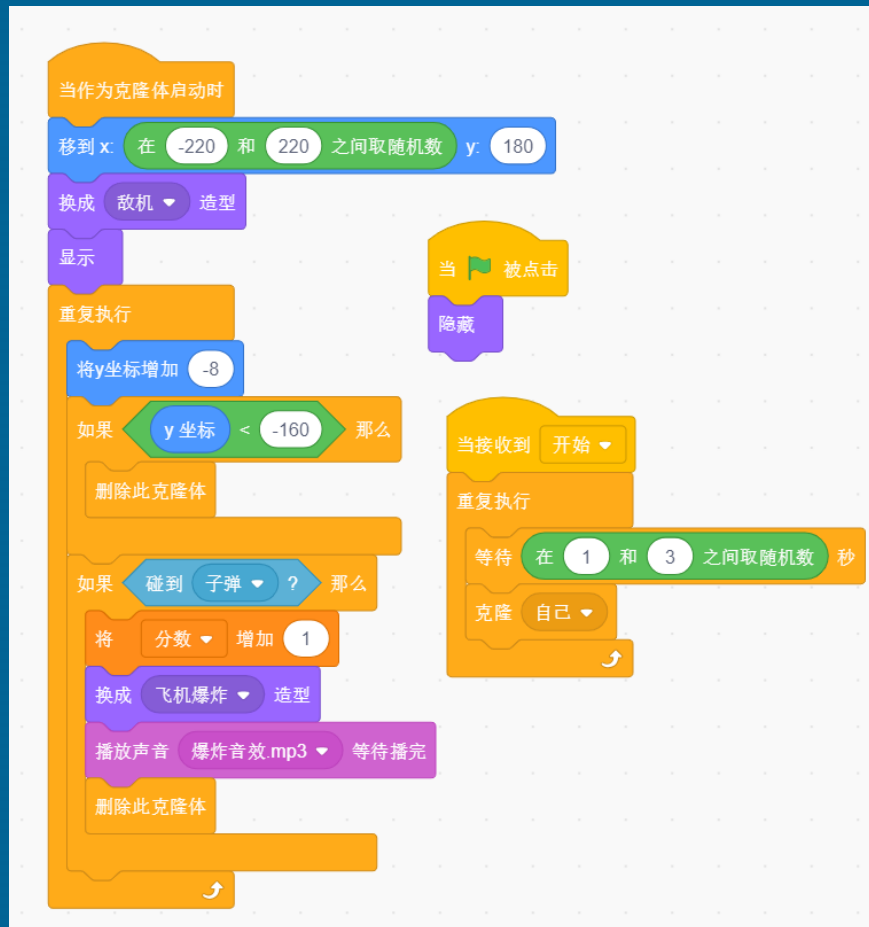 当作为克隆体启动时
移到 x: 在 -220 和 220 之间取随机数 y: 180
换成 敌机 造型
显示
重复执行
将y坐标增加 -8
如果 y 坐标 < -160 那么
删除此克隆体
如果 碰到 子弹 ? 那么
将 分数 增加 1
换成 飞机爆炸 造型
播放声音 爆炸音效.mp3 等待播完
删除此克隆体
当 被点击
隐藏
当接收到 开始
重复执行
等待 在 1 和 3 之间取随机数 秒
克隆 自己